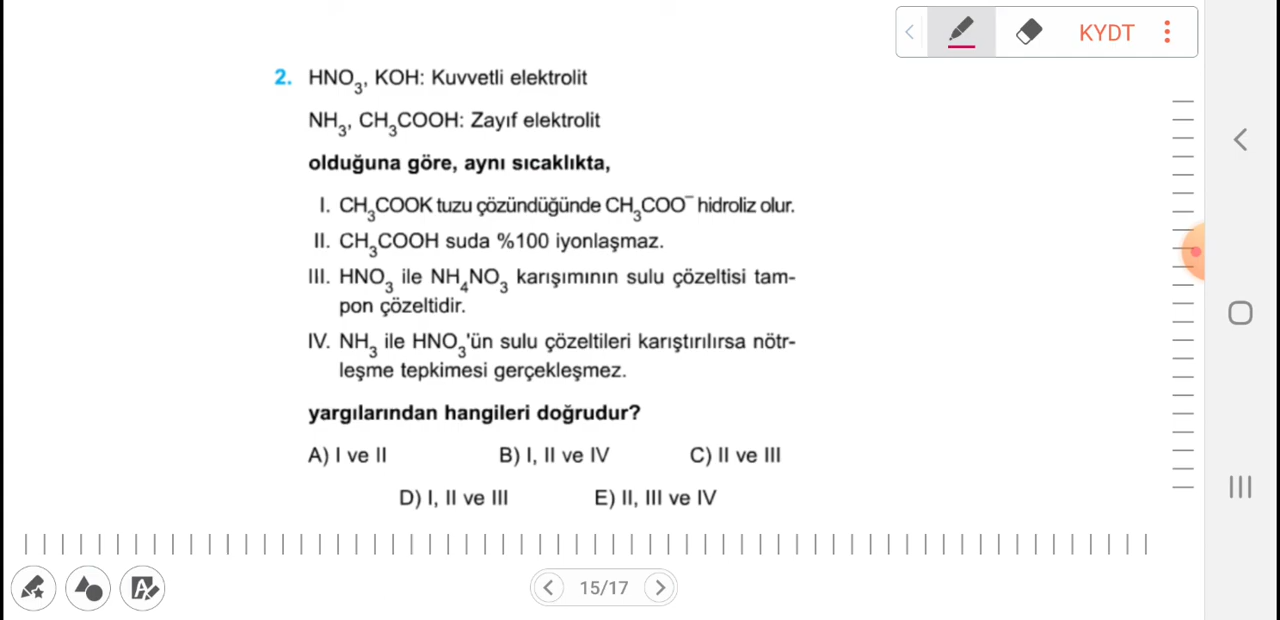 KYDT
2. HNO₃, KOH: Kuvvetli elektrolit
NH₃, CH₃COOH: Zayıf elektrolit
olduğuna göre, aynı sıcaklıkta,
I. CH₃COOK tuzu çözündüğünde CH₃COO⁻ hidroliz olur.
II. CH₃COOH suda %100 iyonlaşmaz.
III. HNO₃ ile NH₄NO₃ karışımının sulu çözeltisi tam-
pon çözeltidir.
IV. NH₃ ile HNO₃'ün sulu çözeltileri karıştırılırsa nötr-
leşme tepkimesi gerçekleşmez.
yargılarından hangileri doğrudur?
A) I ve II B) I, II ve IV C) II ve III
D) I, II ve III E) II, III ve IV
15/17